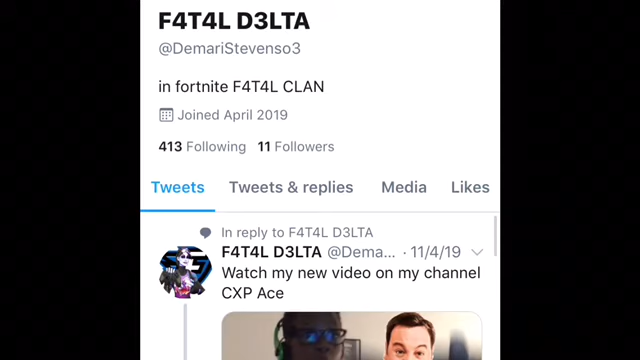 F4T4L D3LTA
@DemariStevenso3
in fortnite F4T4L CLAN
Joined April 2019
413 Following 11 Followers
Tweets Tweets & replies Media Likes
In reply to F4T4L D3LTA
F4T4L D3LTA @Dema... · 11/4/19
Watch my new video on my channel
CXP Ace